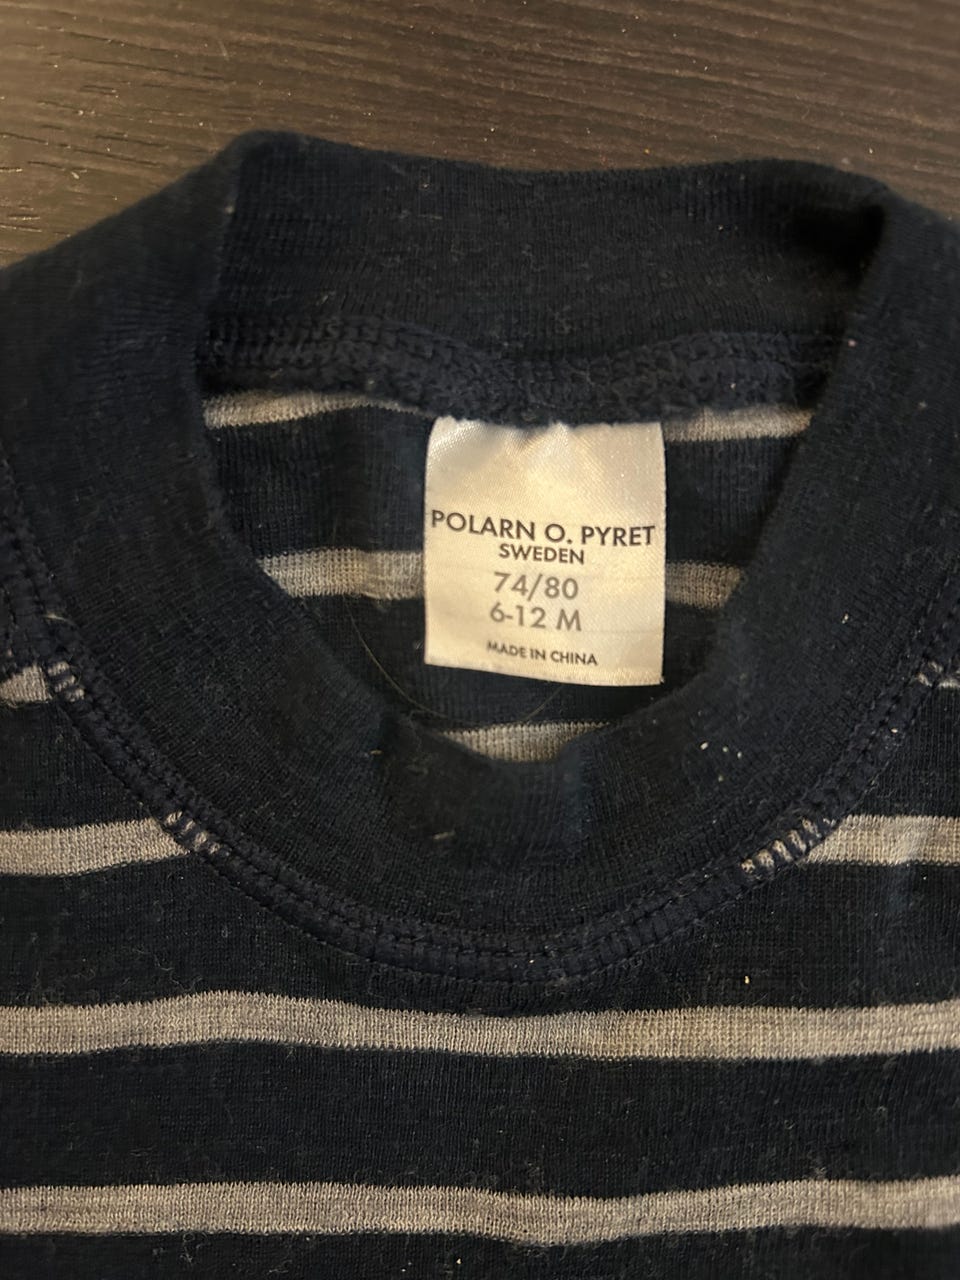 POLARN O. PYRET
SWEDEN
74/80
6-12 M
MADE IN CHINA